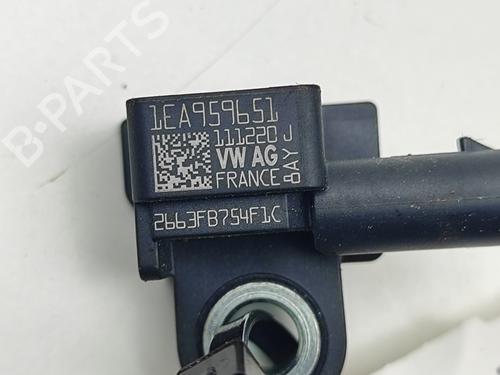 B-PARTS
1EA959651
111220 J
VW AG
FRANCE
BAY
2663FB754F1C